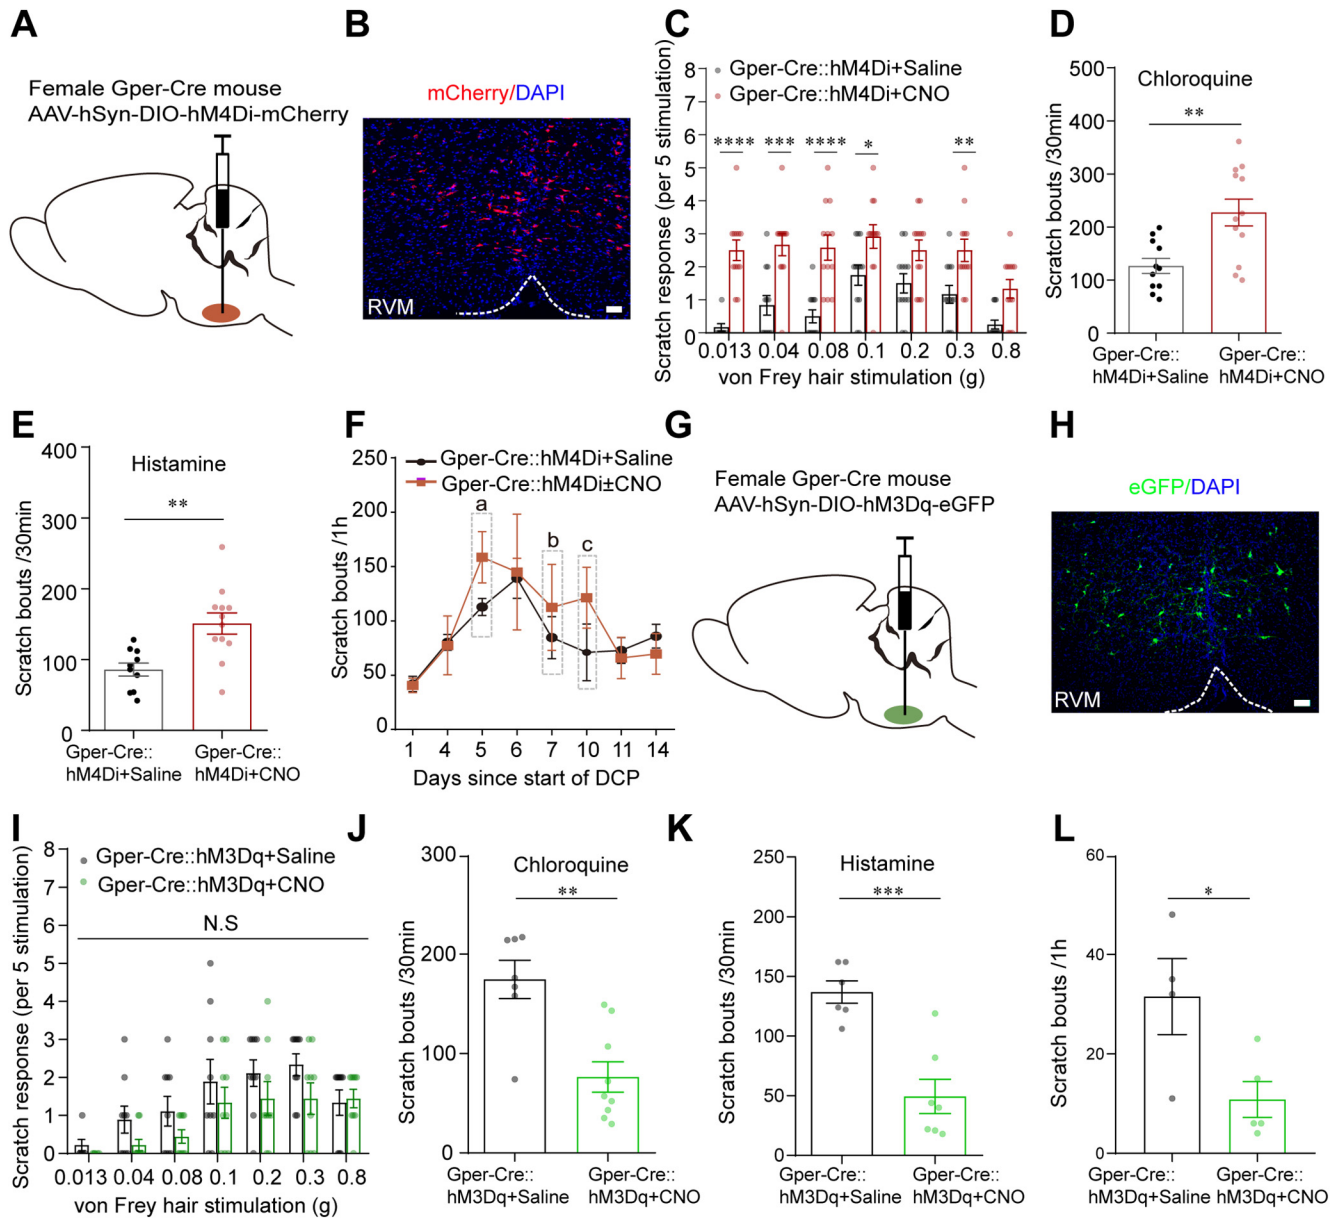 A
Female Gper-Cre mouse
AAV-hSyn-DIO-hM4Di-mCherry
B
mCherry/DAPI
RVM
C
Scratch response (per 5 stimulation)
8
7
6
5
4
3
2
1
0
Gper-Cre::hM4Di+Saline
Gper-Cre::hM4Di+CNO
**** *** **** * **
0.013 0.04 0.08 0.1 0.2 0.3 0.8
von Frey hair stimulation (g)
D
Scratch bouts /30min
500
400
300
200
100
0
Chloroquine
**
Gper-Cre::
hM4Di+Saline
Gper-Cre::
hM4Di+CNO
E
Scratch bouts/30min
400
300
200
100
0
Histamine
**
Gper-Cre::
hM4Di+Saline
Gper-Cre::
hM4Di+CNO
F
Scratch bouts /1h
250
200
150
100
50
0
Gper-Cre::hM4Di+Saline
Gper-Cre::hM4Di±CNO
a
b
c
1 4 5 6 7 10 11 14
Days since start of DCP
G
Female Gper-Cre mouse
AAV-hSyn-DIO-hM3Dq-eGFP
H
eGFP/DAPI
RVM
I
Scratch response (per 5 stimulation)
8
7
6
5
4
3
2
1
0
Gper-Cre::hM3Dq+Saline
Gper-Cre::hM3Dq+CNO
N.S
0.013 0.04 0.08 0.1 0.2 0.3 0.8
von Frey hair stimulation (g)
J
Scratch bouts /30min
300
200
100
0
Chloroquine
**
Gper-Cre::
hM3Dq+Saline
Gper-Cre::
hM3Dq+CNO
K
Scratch bouts /30min
250
200
150
100
50
0
Histamine
***
Gper-Cre::
hM3Dq+Saline
Gper-Cre::
hM3Dq+CNO
L
Scratch bouts /1h
60
40
20
0
*
Gper-Cre::
hM3Dq+Saline
Gper-Cre::
hM3Dq+CNO